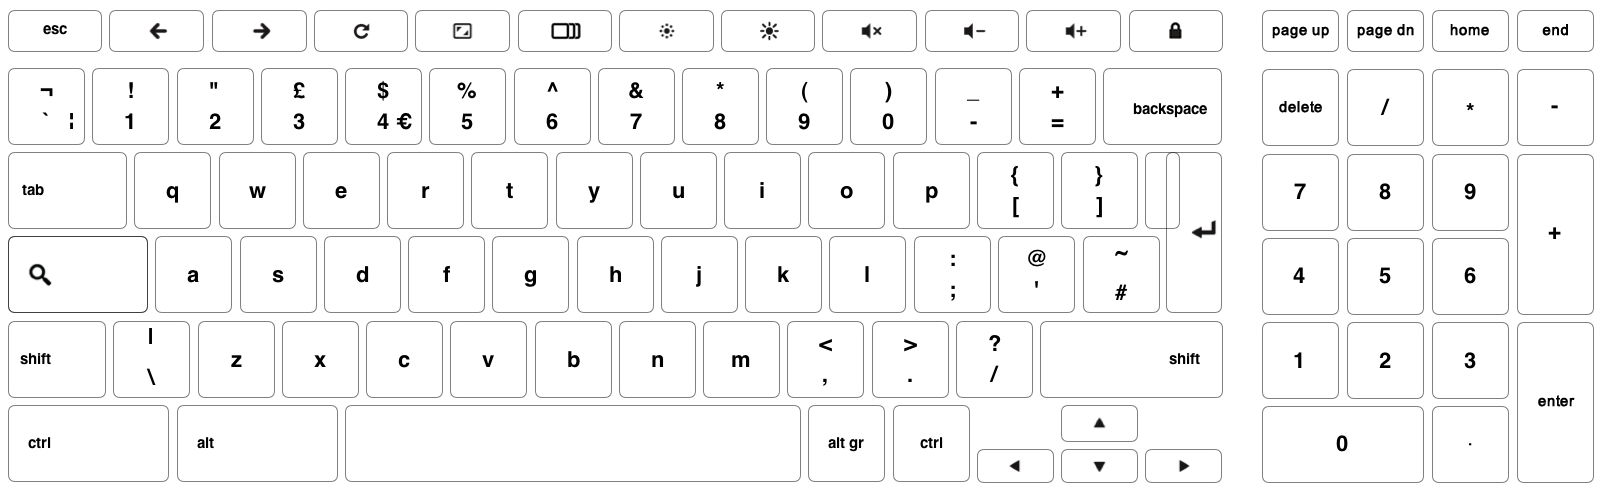 esc page up page dn home end
¬ ! " £ $ % ^ & * ( ) _ +
` ¦ 1 2 3 4 € 5 6 7 8 9 0 - = backspace delete / * -
tab q w e r t y u i o p { [ } ] 7 8 9 +
a s d f g h j k l : ; @ ' ~ # 4 5 6
shift | \ z x c v b n m < , > . ? / shift 1 2 3 enter
ctrl alt alt gr ctrl 0 .